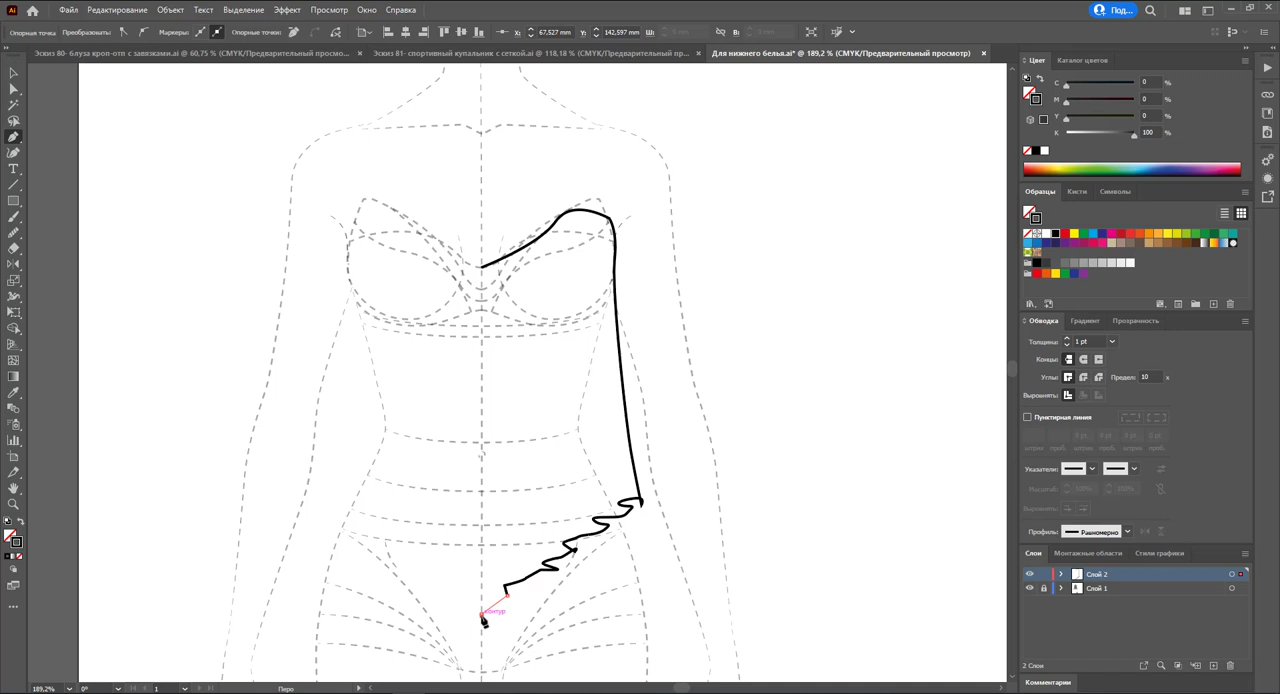 Ai Файл Редактирование Объект Текст Выделение Эффект Просмотр Окно Справка Под...
Опорная точка Преобразовать Маркеры: Опорные точки: X: 67,527 mm Y: 142,597 mm
Эскиз 80- блуза кроп-отп с завязками.ai @ 60,75 % (CMYK/Предварительный просмо... × Эскиз 81- спортивный купальник с сеткой.ai @ 118,18 % (CMYK/Предварительный пр... × Для нижнего белья.ai* @ 189,2 % (CMYK/Предварительный просмотр) ×
Цвет Каталог цветов
C 0 %
M 0 %
Y 0 %
K 100 %
Образцы Кисти Символы
Обводка Градиент Прозрачность
Толщина: 1 pt
Концы:
Углы: Предел: 10 x
Выровнять:
Пунктирная линия
Указатели:
Масштаб: 100% 100%
Выровнять:
Профиль: Равномерно
Слои Монтажные области Стили графики
Слой 2
Слой 1
контур
2 Слои
Комментарии
189,2% 0° 1 Перо